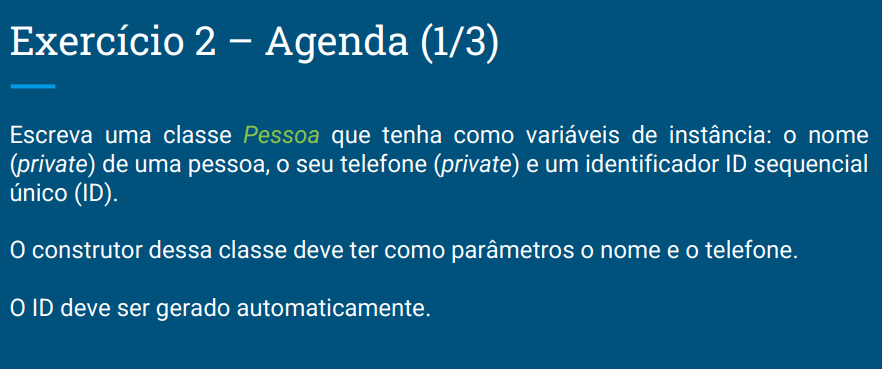 Exercício 2 – Agenda (1/3)
Escreva uma classe Pessoa que tenha como variáveis de instância: o nome
(private) de uma pessoa, o seu telefone (private) e um identificador ID sequencial
único (ID).
O construtor dessa classe deve ter como parâmetros o nome e o telefone.
O ID deve ser gerado automaticamente.